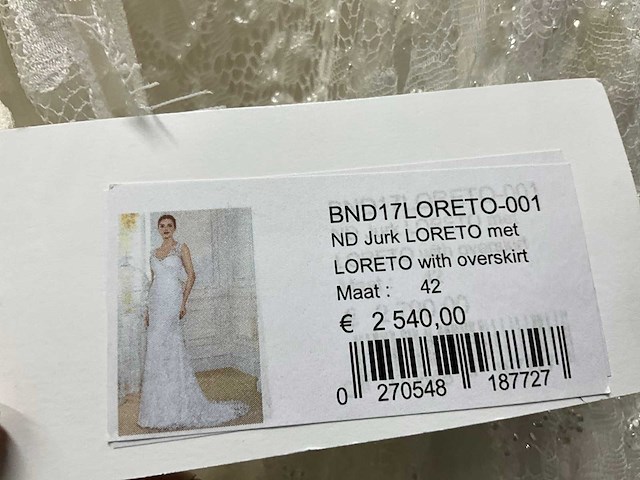 BND17LORETO-001
ND Jurk LORETO met
LORETO with overskirt
Maat : 42
€ 2 540,00
0 270548 187727